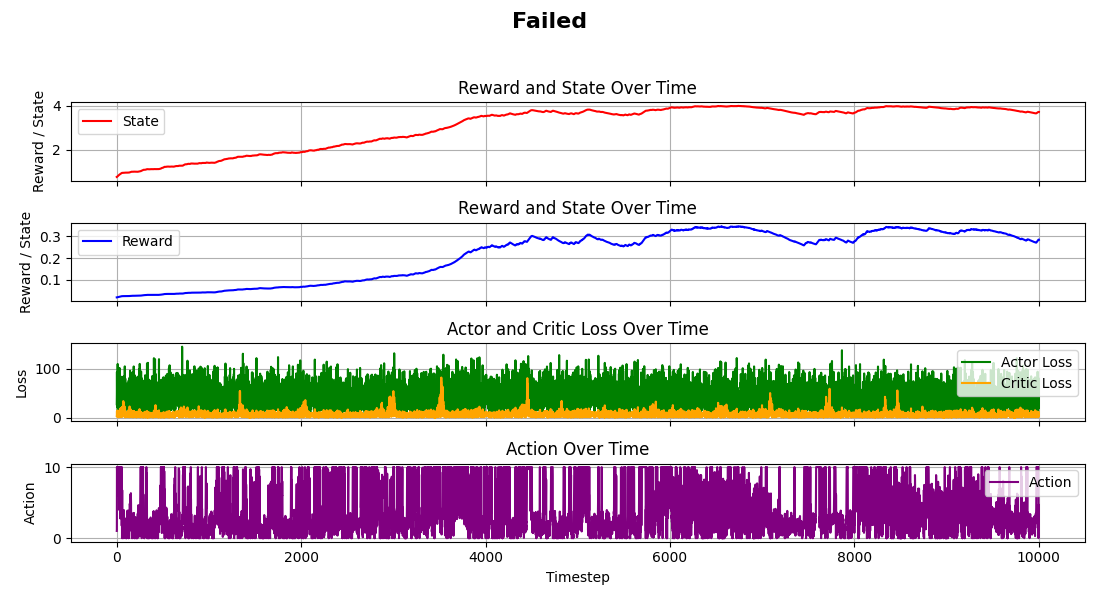 Failed
Reward and State Over Time
Reward / State
4
2
State
Reward and State Over Time
Reward / State
0.3
0.2
0.1
Reward
Actor and Critic Loss Over Time
Loss
100
0
Actor Loss
Critic Loss
Action Over Time
Action
10
0
Action
0 2000 4000 6000 8000 10000
Timestep